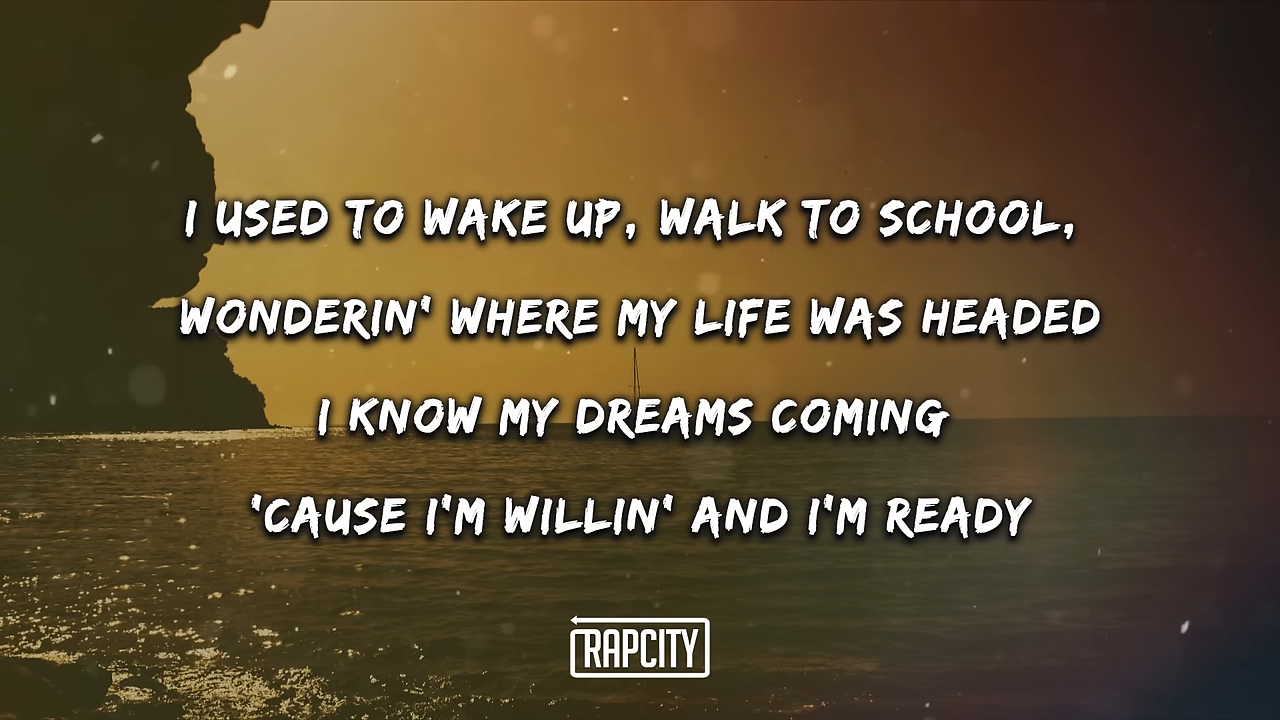 I USED TO WAKE UP, WALK TO SCHOOL,
WONDERIN' WHERE MY LIFE WAS HEADED
I KNOW MY DREAMS COMING
'CAUSE I'M WILLIN' AND I'M READY
RAPCITY